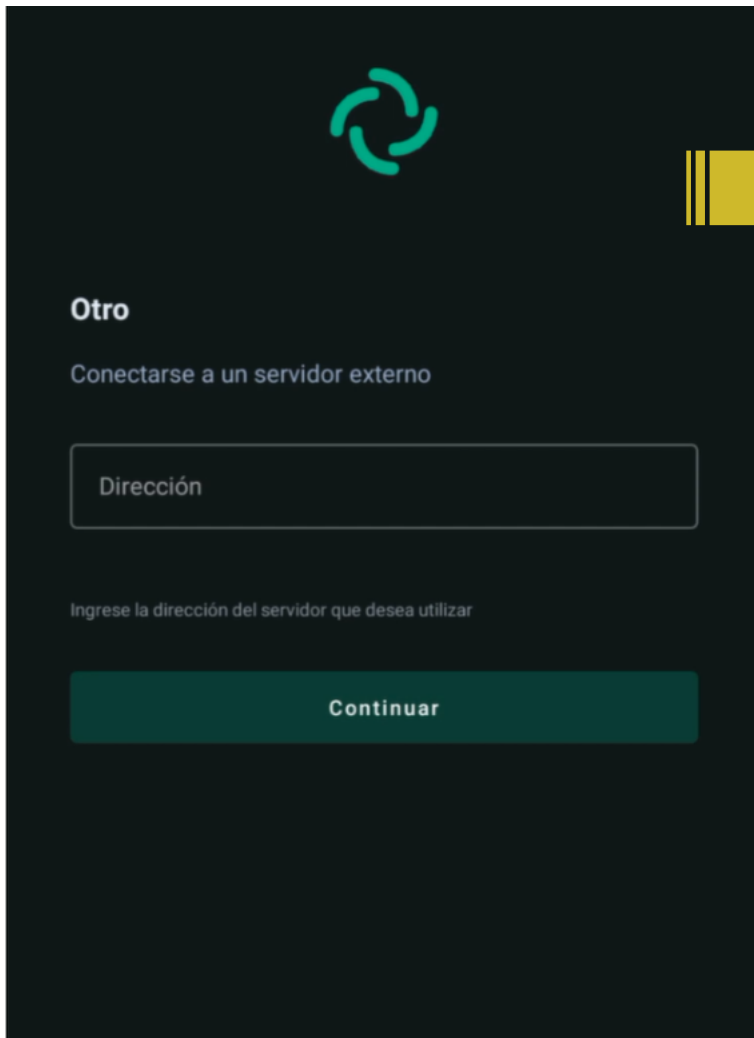 Otro
Conectarse a un servidor externo
Dirección
Ingrese la dirección del servidor que desea utilizar
Continuar